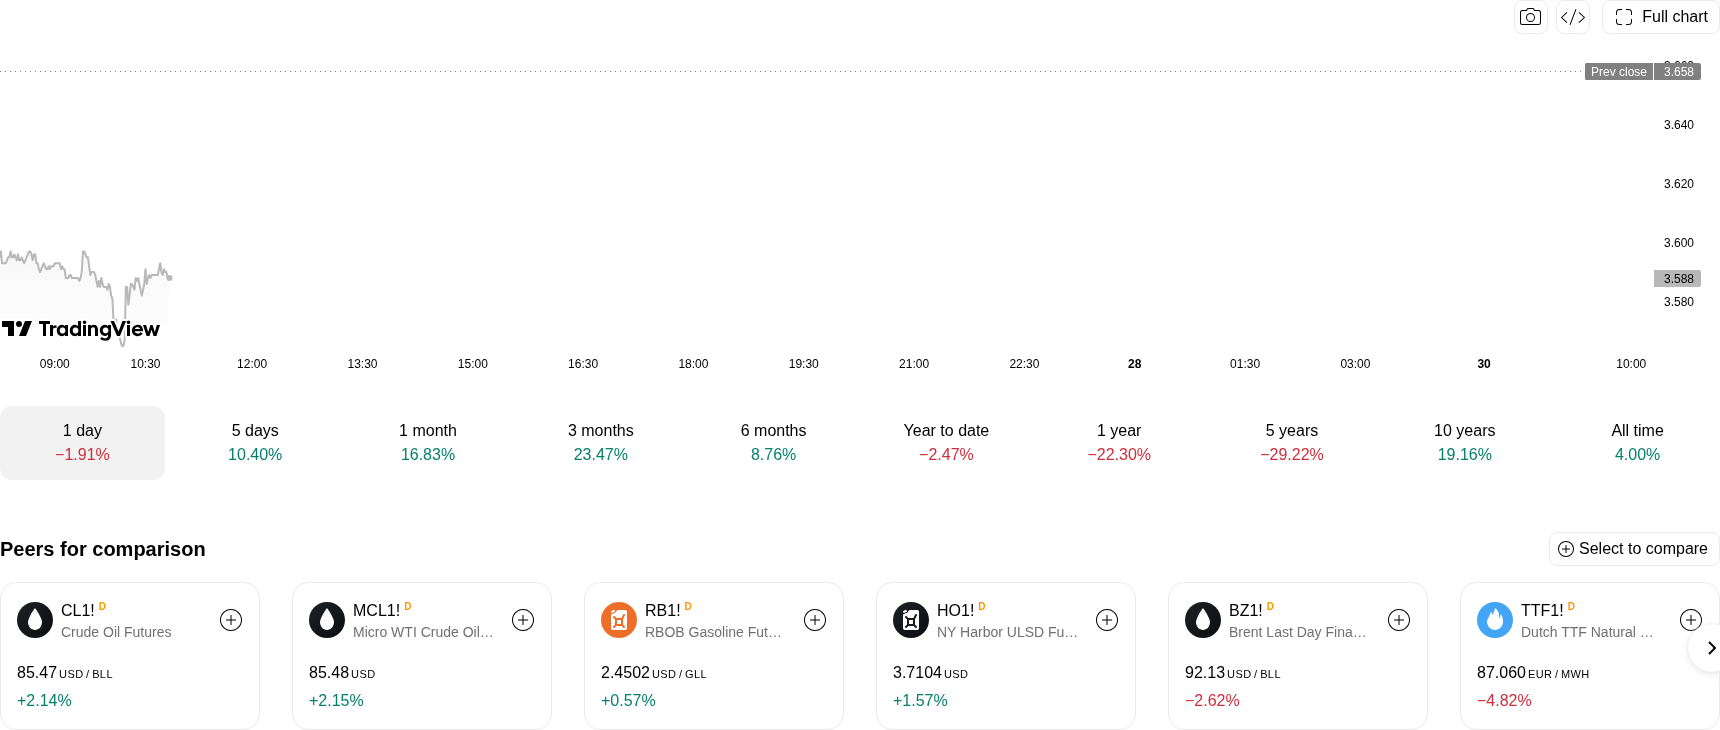 Full chart
Prev close 3.658
3.640
3.620
3.600
3.588
3.580
TradingView
09:00 10:30 12:00 13:30 15:00 16:30 18:00 19:30 21:00 22:30 28 01:30 03:00 30 10:00
1 day 5 days 1 month 3 months 6 months Year to date 1 year 5 years 10 years All time
−1.91% 10.40% 16.83% 23.47% 8.76% −2.47% −22.30% −29.22% 19.16% 4.00%
Peers for comparison Select to compare
CL1! D MCL1! D RB1! D HO1! D BZ1! D TTF1! D
Crude Oil Futures Micro WTI Crude Oil… RBOB Gasoline Fut… NY Harbor ULSD Fu… Brent Last Day Fina… Dutch TTF Natural …
85.47 USD / BLL 85.48 USD 2.4502 USD / GLL 3.7104 USD 92.13 USD / BLL 87.060 EUR / MWH
+2.14% +2.15% +0.57% +1.57% −2.62% −4.82%